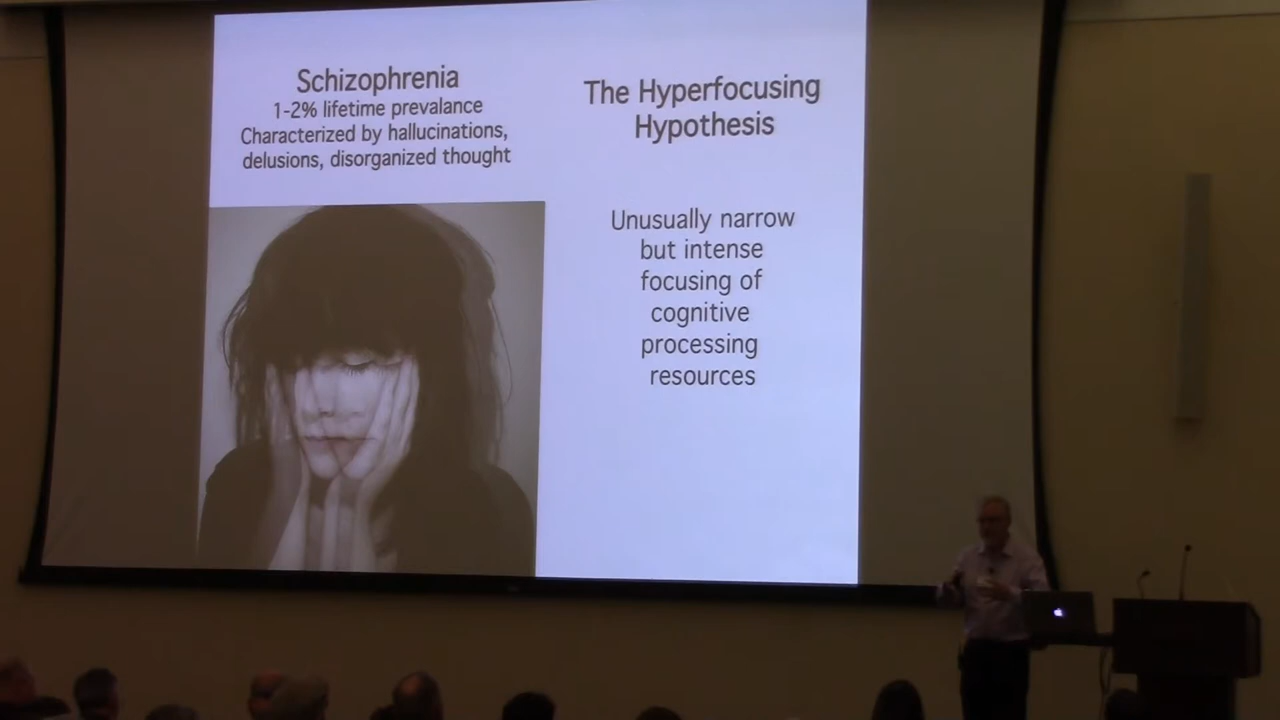 Schizophrenia
1-2% lifetime prevalance
Characterized by hallucinations,
delusions, disorganized thought
The Hyperfocusing
Hypothesis
Unusually narrow
but intense
focusing of
cognitive
processing
resources